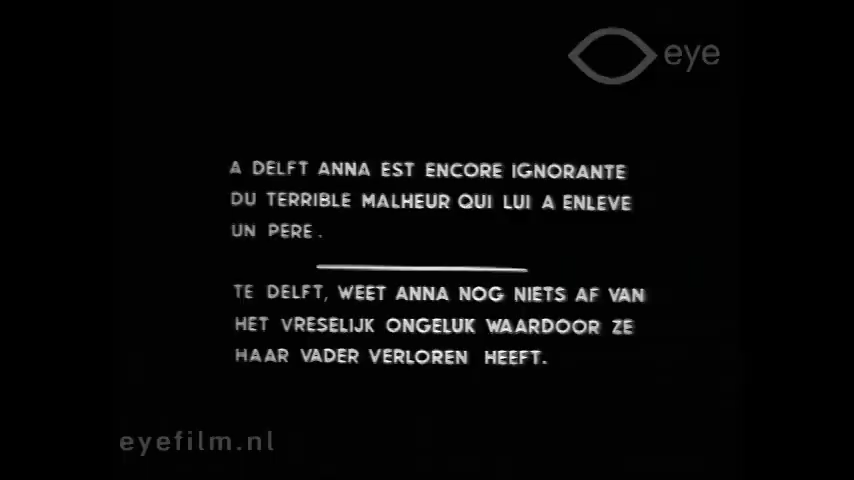 eye
A DELFT ANNA EST ENCORE IGNORANTE
DU TERRIBLE MALHEUR QUI LUI A ENLEVE
UN PERE.
TE DELFT, WEET ANNA NOG NIETS AF VAN
HET VRESELIJK ONGELUK WAARDOOR ZE
HAAR VADER VERLOREN HEEFT.
eyefilm.nl